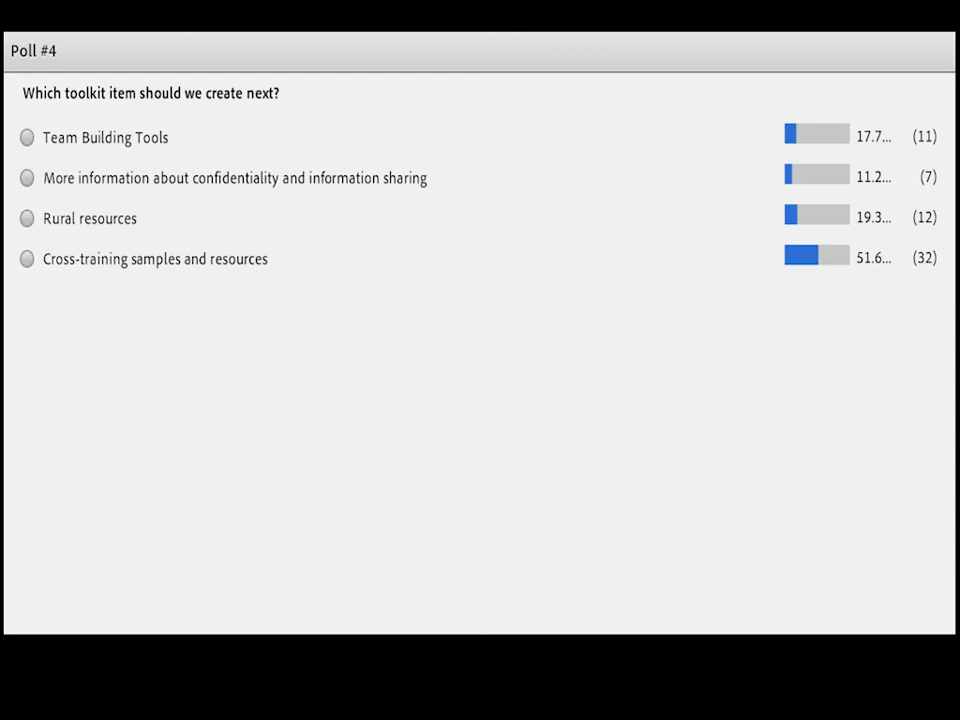 Poll #4
Which toolkit item should we create next?
Team Building Tools 17.7... (11)
More information about confidentiality and information sharing 11.2... (7)
Rural resources 19.3... (12)
Cross-training samples and resources 51.6... (32)